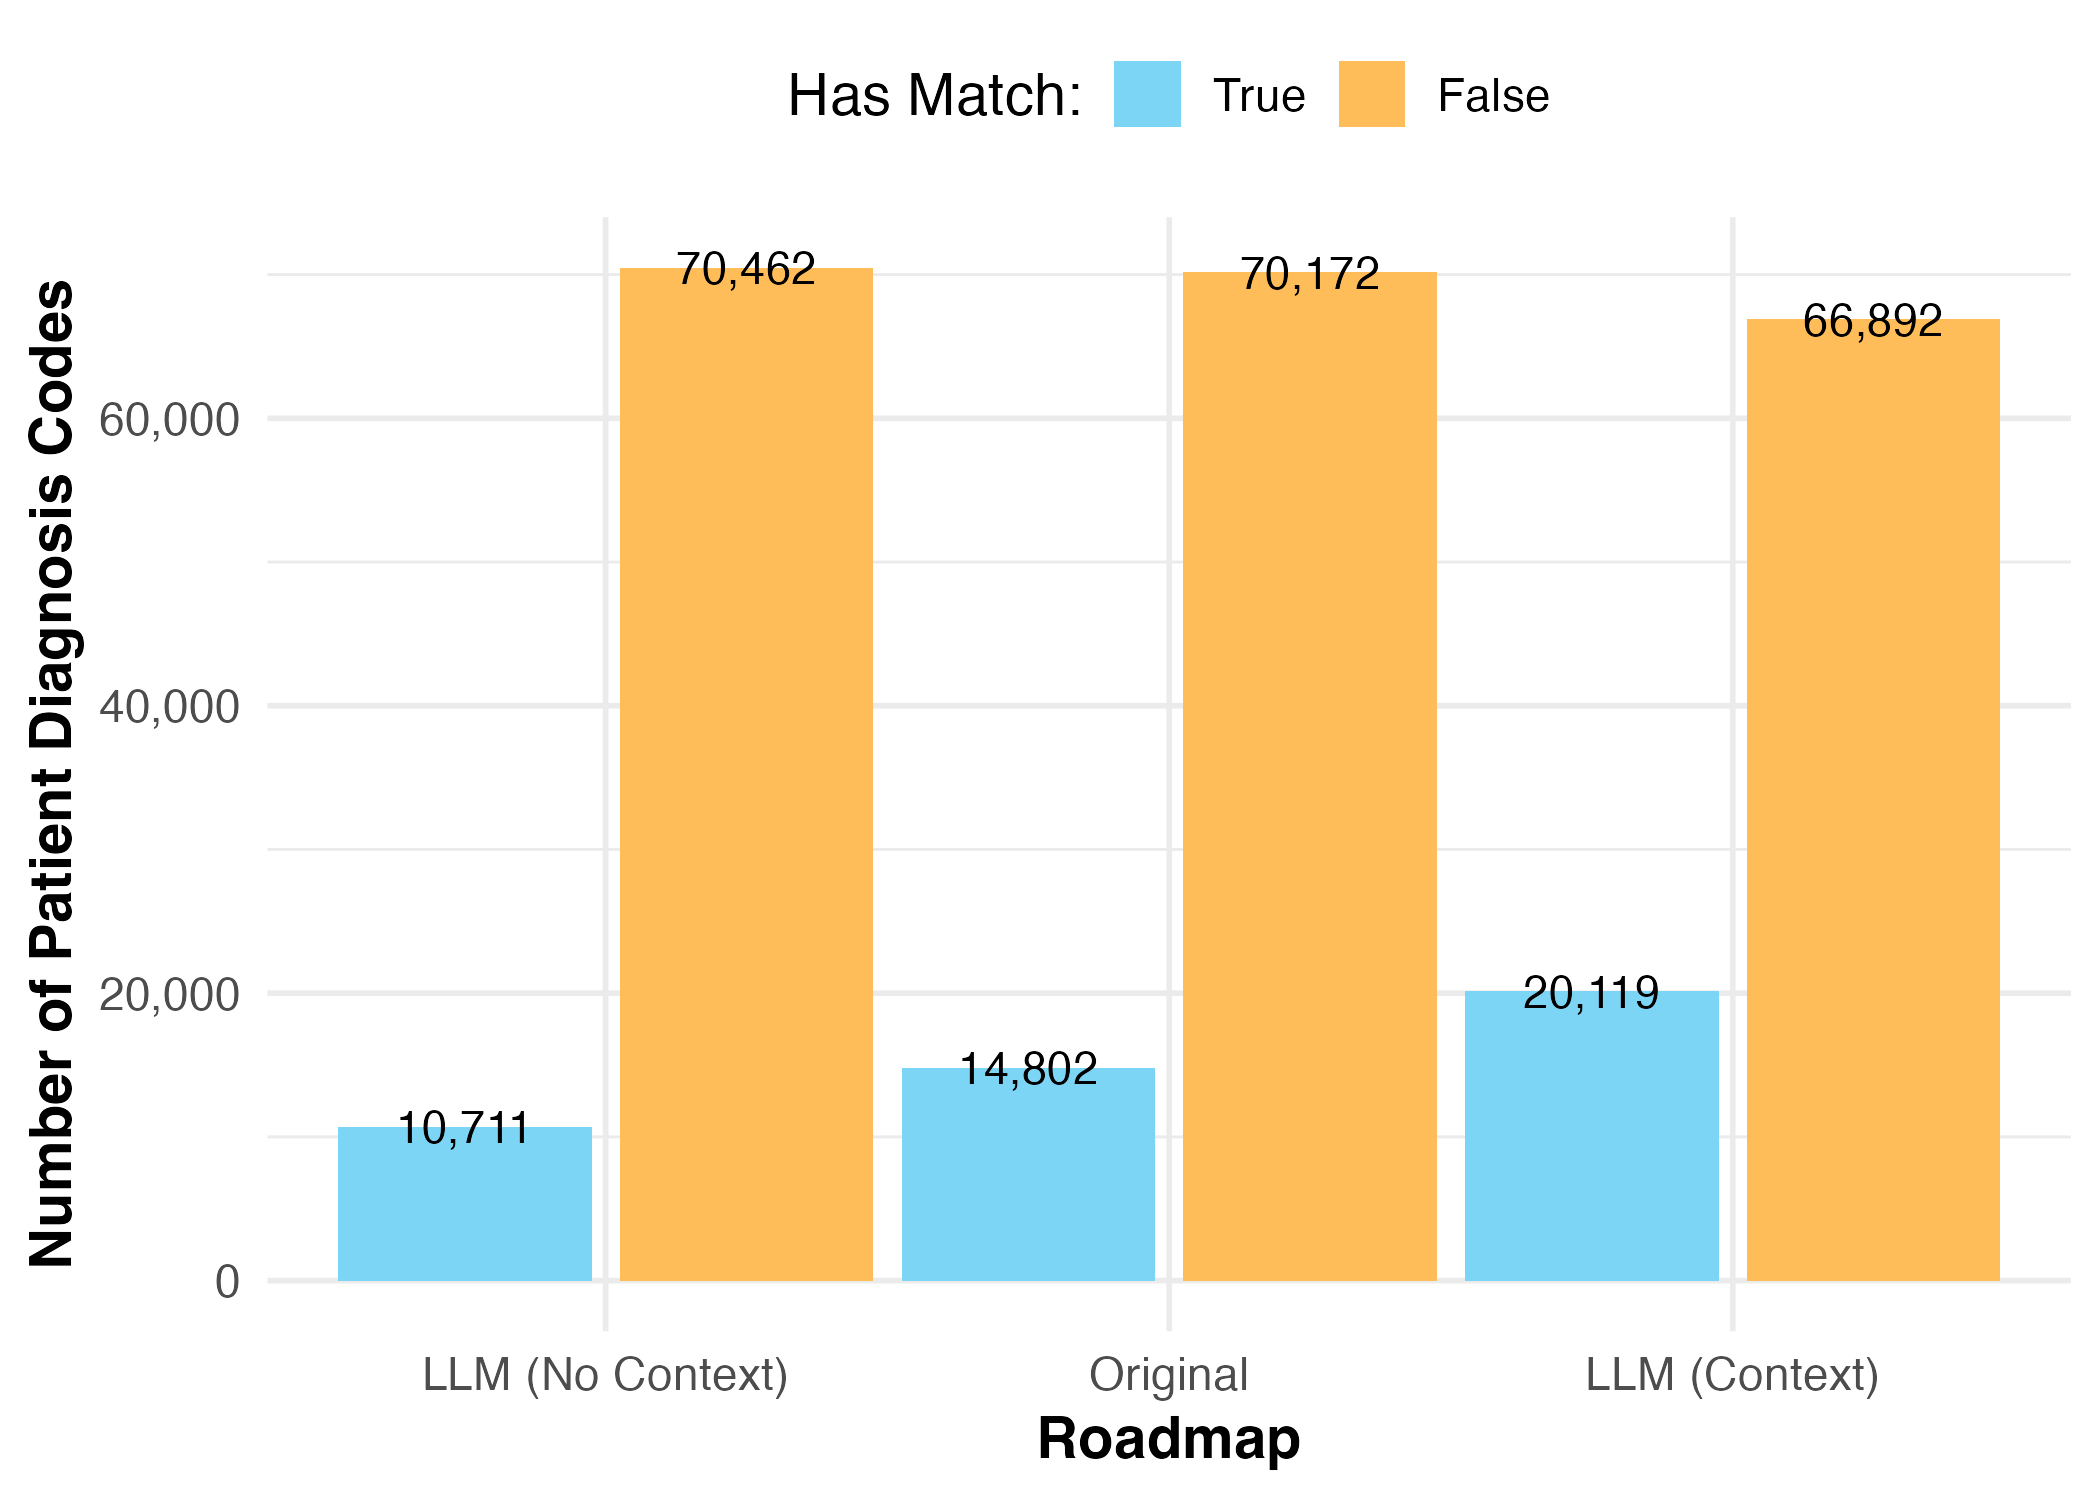 Has Match: True False
Number of Patient Diagnosis Codes
60,000
40,000
20,000
0
70,462
70,172
66,892
20,119
14,802
10,711
LLM (No Context) Original LLM (Context)
Roadmap